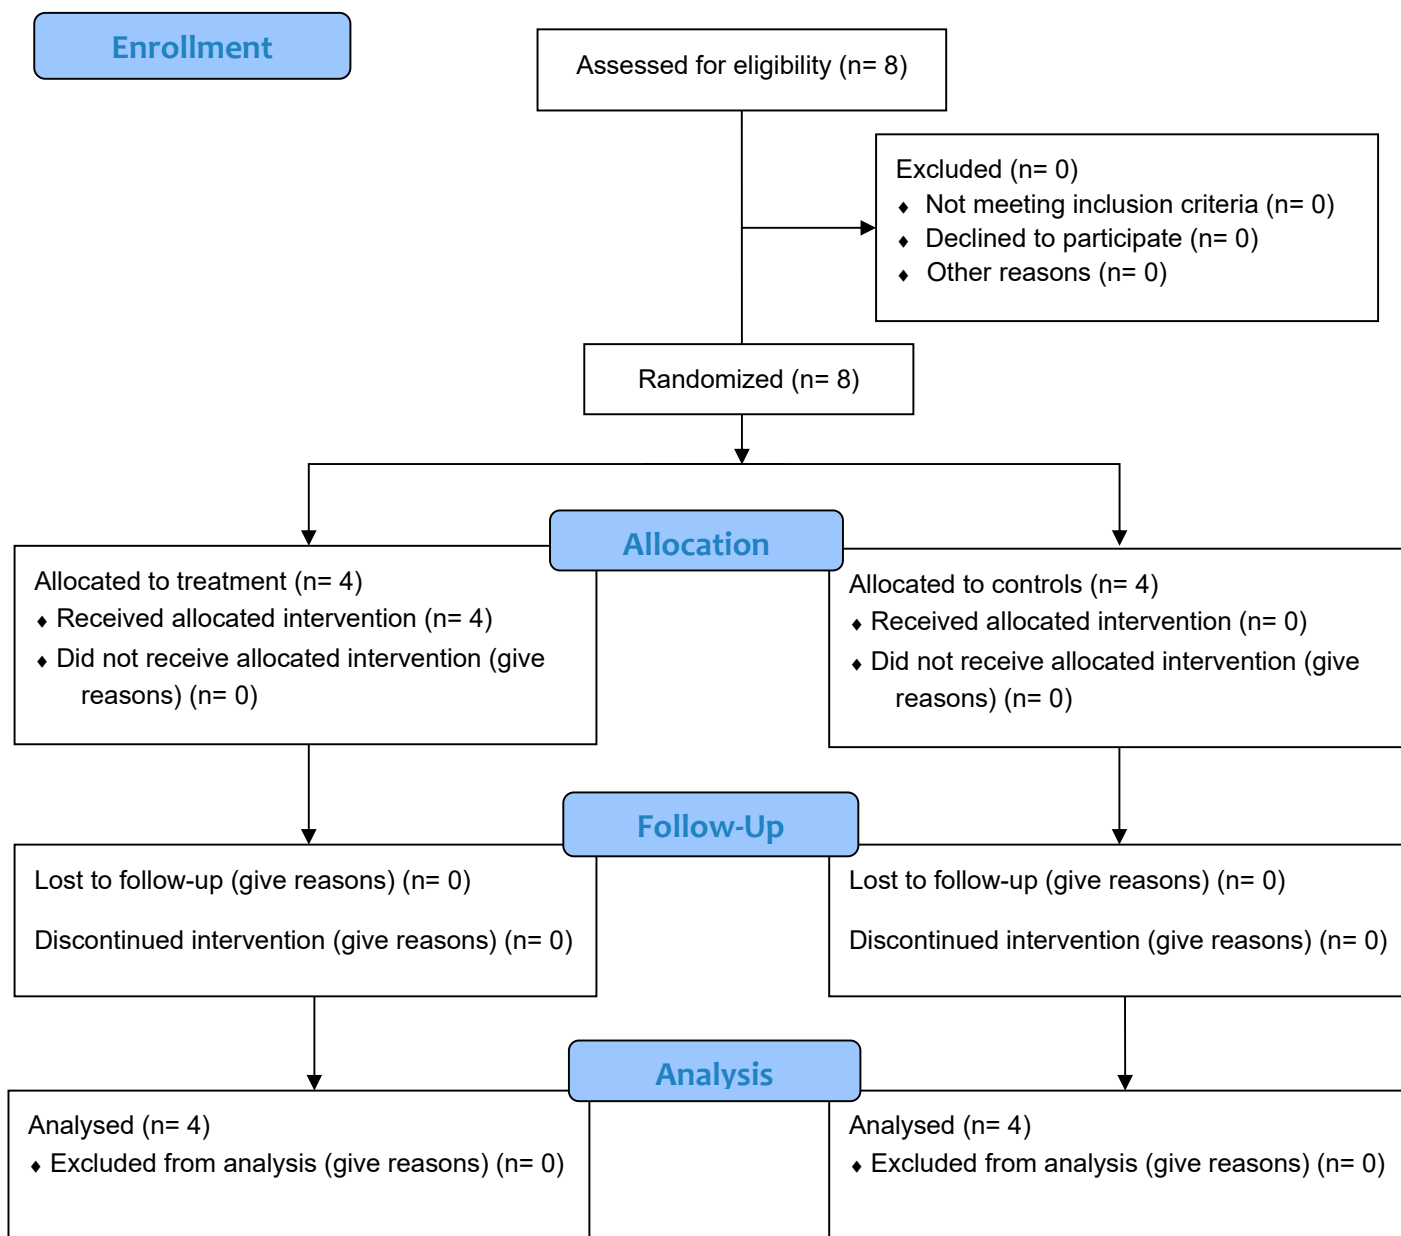 Enrollment
Assessed for eligibility (n= 8)
Excluded (n= 0)
⬧ Not meeting inclusion criteria (n= 0)
⬧ Declined to participate (n= 0)
⬧ Other reasons (n= 0)
Randomized (n= 8)
Allocation
Allocated to treatment (n= 4)
⬧ Received allocated intervention (n= 4)
⬧ Did not receive allocated intervention (give
reasons) (n= 0)
Allocated to controls (n= 4)
⬧ Received allocated intervention (n= 0)
⬧ Did not receive allocated intervention (give
reasons) (n= 0)
Follow-Up
Lost to follow-up (give reasons) (n= 0)
Discontinued intervention (give reasons) (n= 0)
Lost to follow-up (give reasons) (n= 0)
Discontinued intervention (give reasons) (n= 0)
Analysis
Analysed (n= 4)
⬧ Excluded from analysis (give reasons) (n= 0)
Analysed (n= 4)
⬧ Excluded from analysis (give reasons) (n= 0)